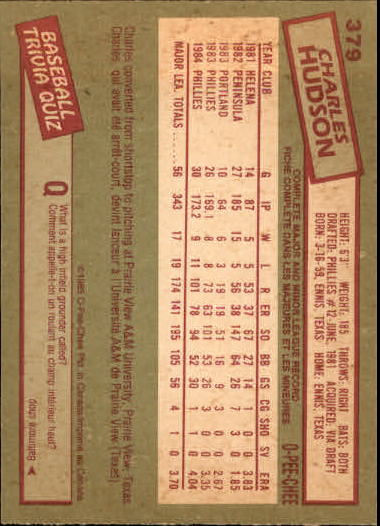 379
CHARLES
HUDSON
HEIGHT: 6'3" WEIGHT: 185 THROWS: RIGHT BATS: BOTH
DRAFTED: PHILLIES #12-JUNE, 1981 ACQUIRED: VIA DRAFT
BORN: 3-16-59, ENNIS, TEXAS HOME: ENNIS, TEXAS
COMPLETE MAJOR AND MINOR LEAGUE RECORD
FICHE COMPLETE DANS LES MAJEURES ET LES MINEURES
O-PEE-CHEE
YEAR CLUB G IP W L R ER SO BB GS CG SHO SV ERA
1981 HELENA 14 87 5 5 53 37 67 27 14 1 0 3.83
1982 PENINSULA 27 185 15 5 56 38 147 64 26 7 1.85
1983 PORTLAND 10 64 6 3 19 19 51 16 9 3 0 0 2.67
1983 PHILLIES 26 169.1 8 8 73 63 101 53 26 3 0 0 3.35
1984 PHILLIES 30 173.2 9 11 101 78 94 52 30 1 1 0 4.04
MAJOR LEA. TOTALS 56 343 17 19 174 141 195 105 56 4 1 0 3.70
Charles converted from shortstop to pitching at Prairie View A&M University, Prairie View, Texas.
Charles, qui avait été arrêt-court, devint lanceur à l'Université A&M de Prairie View (Texas).
©1985 O-Pee-Chee Ptg. in Canada-Imprimé au Canada
BASEBALL
TRIVIA QUIZ
Q
What is a high infield grounder called?
Comment appelle-t-on un roulant au champ intérieur haut?